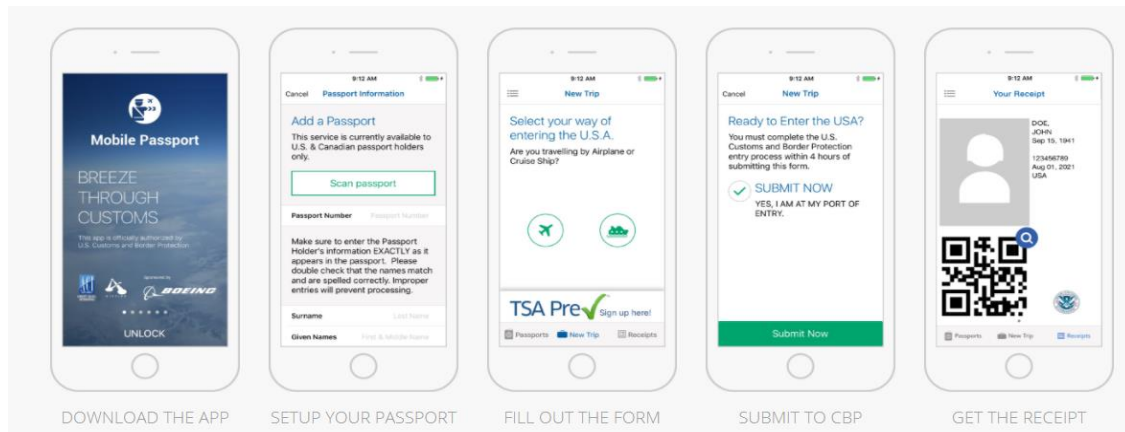 Mobile Passport
BREEZE
THROUGH
CUSTOMS
This app is officially authorized by
U.S. Customs and Border Protection
Sponsored by
BOEING
UNLOCK
DOWNLOAD THE APP
9:12 AM
Cancel Passport Information
Add a Passport
This service is currently available to
U.S. & Canadian passport holders
only.
Scan passport
Passport Number Passport Number
Make sure to enter the Passport
Holder's information EXACTLY as it
appears in the passport. Please
double check that the names match
and are spelled correctly. Improper
entries will prevent processing.
Surname Last Name
Given Names First & Middle Name
SETUP YOUR PASSPORT
9:12 AM
New Trip
Select your way of
entering the U.S.A.
Are you travelling by Airplane or
Cruise Ship?
TSA Pre Sign up here!
Passports New Trip Receipts
FILL OUT THE FORM
9:12 AM
Cancel New Trip
Ready to Enter the USA?
You must complete the U.S.
Customs and Border Protection
entry process within 4 hours of
submitting this form.
SUBMIT NOW
YES, I AM AT MY PORT OF
ENTRY.
Submit Now
SUBMIT TO CBP
9:12 AM
Your Receipt
DOE,
JOHN
Sep 15, 1941
123456789
Aug 01, 2021
USA
Passports New Trip Receipts
GET THE RECEIPT